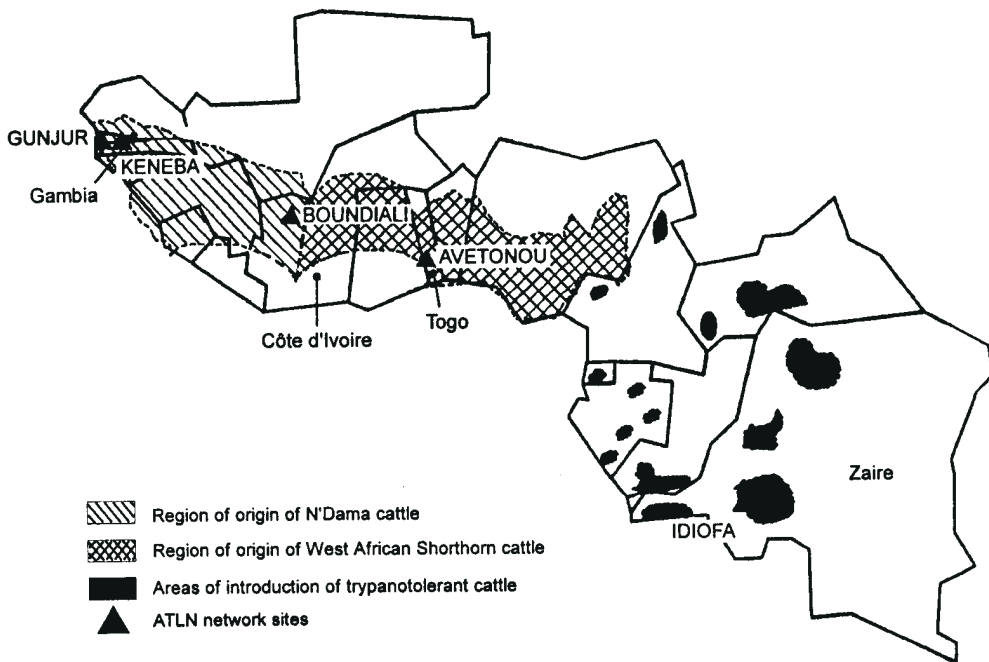 GUNJUR
KENEBA
Gambia
BOUNDIALI
AVETONOU
Togo
Côte d'Ivoire
Zaire
IDIOFA
Region of origin of N'Dama cattle
Region of origin of West African Shorthorn cattle
Areas of introduction of trypanotolerant cattle
ATLN network sites